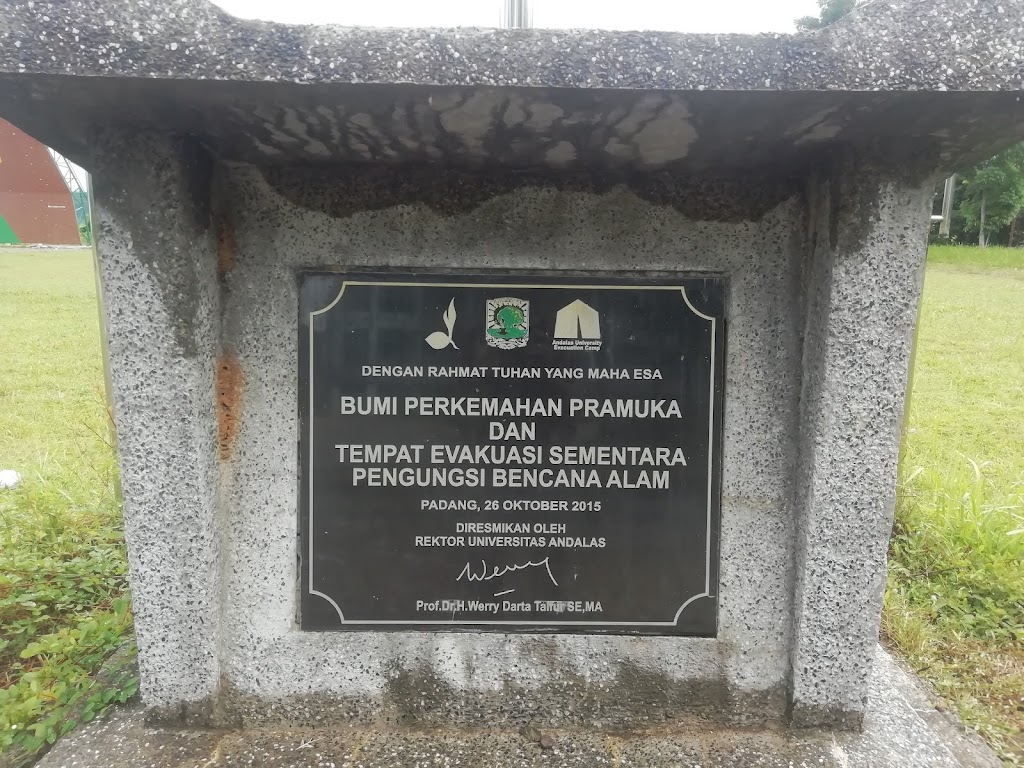 Andalas University
Evacuation Camp
DENGAN RAHMAT TUHAN YANG MAHA ESA
BUMI PERKEMAHAN PRAMUKA
DAN
TEMPAT EVAKUASI SEMENTARA
PENGUNGSI BENCANA ALAM
PADANG, 26 OKTOBER 2015
DIRESMIKAN OLEH
REKTOR UNIVERSITAS ANDALAS
Werry
Prof.Dr.H.Werry Darta Taifur SE,MA